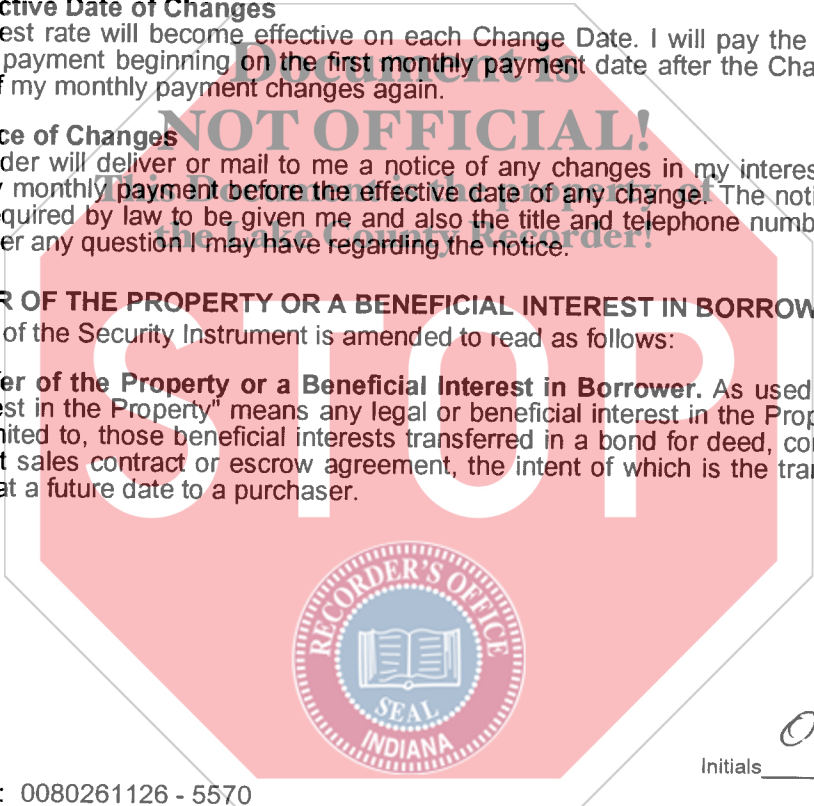 ctive Date of Changes
est rate will become effective on each Change Date. I will pay the
payment beginning on the first monthly payment date after the Cha
f my monthly payment changes again.
Document is
NOT OFFICIAL!
This Document is the property of
the Lake County Recorder!
ce of Changes
der will deliver or mail to me a notice of any changes in my interes
y monthly payment before the effective date of any change. The noti
equired by law to be given me and also the title and telephone numb
er any question I may have regarding the notice.
R OF THE PROPERTY OR A BENEFICIAL INTEREST IN BORROW
of the Security Instrument is amended to read as follows:
er of the Property or a Beneficial Interest in Borrower. As used
est in the Property" means any legal or beneficial interest in the Prop
nited to, those beneficial interests transferred in a bond for deed, co
t sales contract or escrow agreement, the intent of which is the tra
at a future date to a purchaser.
STOP
RECORDER'S OFFICE
SEAL
INDIANA
Initials
: 0080261126 - 5570